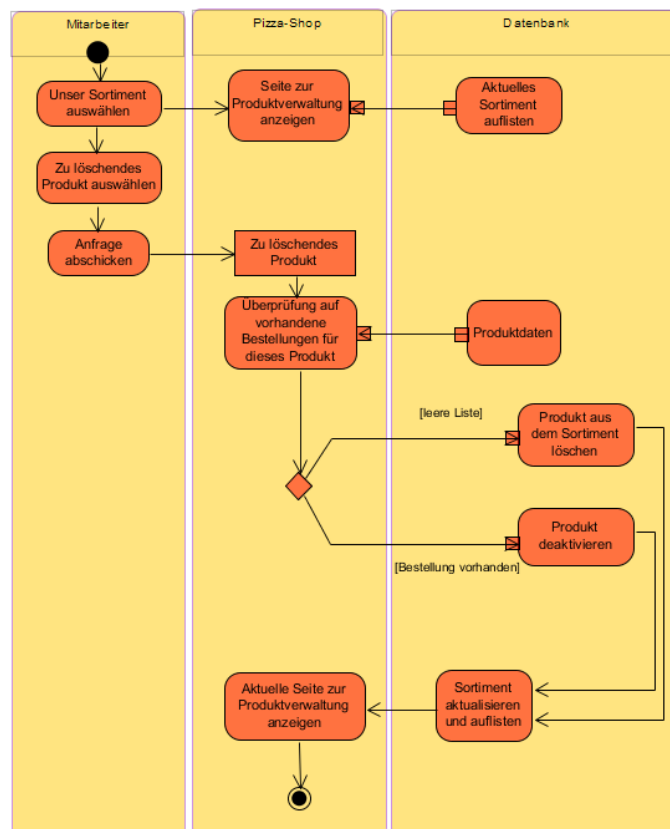 Mitarbeiter
Pizza-Shop
Datenbank
Unser Sortiment
auswählen
Seite zur
Produktverwaltung
anzeigen
Aktuelles
Sortiment
auflisten
Zu löschendes
Produkt auswählen
Anfrage
abschicken
Zu löschendes
Produkt
Überprüfung auf
vorhandene
Bestellungen für
dieses Produkt
Produktdaten
[leere Liste]
Produkt aus
dem Sortiment
löschen
Produkt
deaktivieren
[Bestellung vorhanden]
Aktuelle Seite zur
Produktverwaltung
anzeigen
Sortiment
aktualisieren
und auflisten